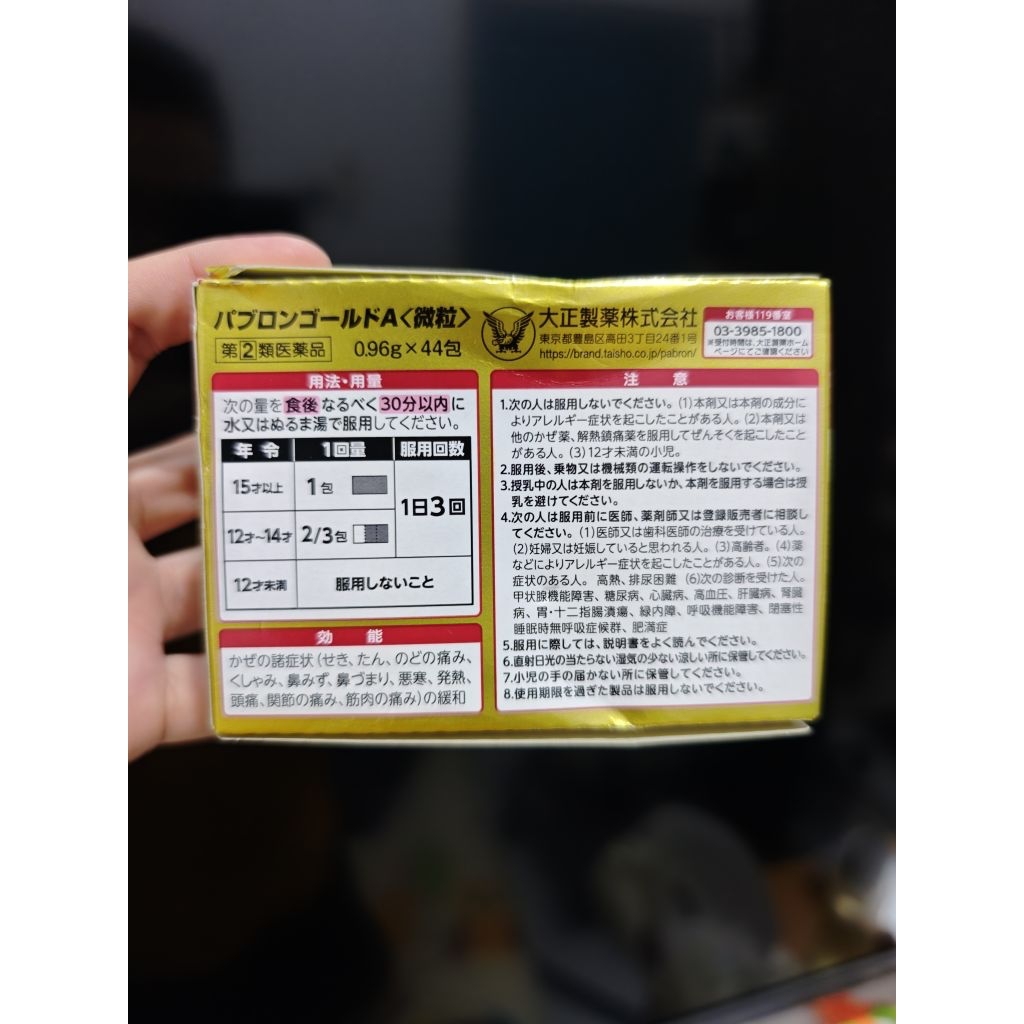 パブロンゴールドA〈微粒〉
指②類医薬品 0.96g×44包
大正製薬株式会社
東京都豊島区高田3丁目24番1号
https://brand.taisho.co.jp/pabron/
お客様119番室
03-3985-1800
※受付時間は、大正製薬ホーム
ページにてご確認ください
用法・用量
次の量を食後なるべく30分以内に
水又はぬるま湯で服用してください。
年令 1回量 服用回数
15才以上 1包
1日3回
12才～14才 2/3包
12才未満 服用しないこと
効能
かぜの諸症状(せき、たん、のどの痛み、
くしゃみ、鼻みず、鼻づまり、悪寒、発熱、
頭痛、関節の痛み、筋肉の痛み)の緩和
注意
1.次の人は服用しないでください。(1)本剤又は本剤の成分に
よりアレルギー症状を起こしたことがある人。(2)本剤又は
他のかぜ薬、解熱鎮痛薬を服用してぜんそくを起こしたこと
がある人。(3)12才未満の小児。
2.服用後、乗物又は機械類の運転操作をしないでください。
3.授乳中の人は本剤を服用しないか、本剤を服用する場合は授
乳を避けてください。
4.次の人は服用前に医師、薬剤師又は登録販売者に相談し
てください。(1)医師又は歯科医師の治療を受けている人。
(2)妊婦又は妊娠していると思われる人。(3)高齢者。(4)薬
などによりアレルギー症状を起こしたことがある人。(5)次の
症状のある人。高熱、排尿困難 (6)次の診断を受けた人。
甲状腺機能障害、糖尿病、心臓病、高血圧、肝臓病、腎臓
病、胃・十二指腸潰瘍、緑内障、呼吸機能障害、閉塞性
睡眠時無呼吸症候群、肥満症
5.服用に際しては、説明書をよく読んでください。
6.直射日光の当たらない湿気の少ない涼しい所に保管してください。
7.小児の手の届かない所に保管してください。
8.使用期限を過ぎた製品は服用しないでください。